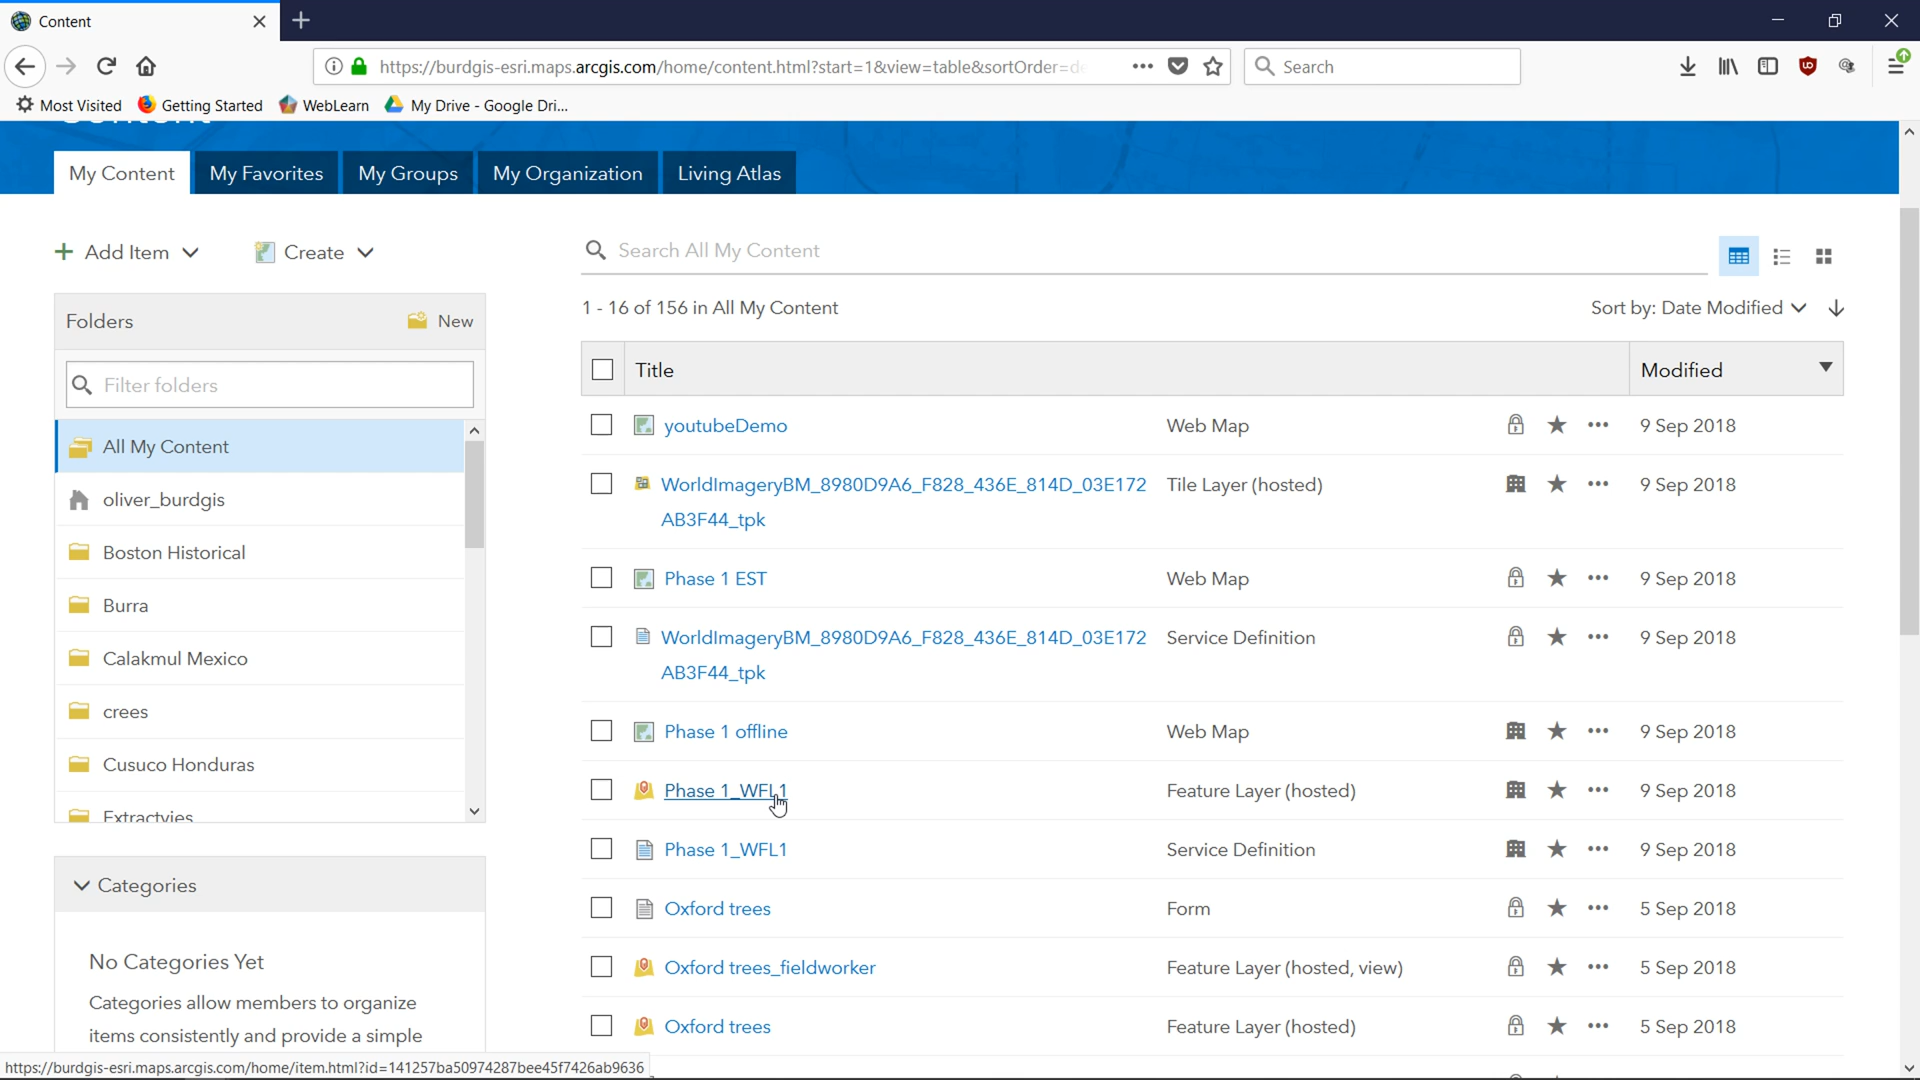 Content
https://burdgis-esri.maps.arcgis.com/home/content.html?start=1&view=table&sortOrder=de
Search
Most Visited Getting Started WebLearn My Drive - Google Dri...
Content
My Content My Favorites My Groups My Organization Living Atlas
+ Add Item Create
Search All My Content
1 - 16 of 156 in All My Content Sort by: Date Modified
Folders New
Filter folders
All My Content
oliver_burdgis
Boston Historical
Burra
Calakmul Mexico
crees
Cusuco Honduras
Extractvies
Categories
No Categories Yet
Categories allow members to organize
items consistently and provide a simple
Title Modified
youtubeDemo Web Map 9 Sep 2018
WorldImageryBM_8980D9A6_F828_436E_814D_03E172 Tile Layer (hosted) 9 Sep 2018
AB3F44_tpk
Phase 1 EST Web Map 9 Sep 2018
WorldImageryBM_8980D9A6_F828_436E_814D_03E172 Service Definition 9 Sep 2018
AB3F44_tpk
Phase 1 offline Web Map 9 Sep 2018
Phase 1_WFL1 Feature Layer (hosted) 9 Sep 2018
Phase 1_WFL1 Service Definition 9 Sep 2018
Oxford trees Form 5 Sep 2018
Oxford trees_fieldworker Feature Layer (hosted, view) 5 Sep 2018
Oxford trees Feature Layer (hosted) 5 Sep 2018
https://burdgis-esri.maps.arcgis.com/home/item.html?id=141257ba50974287bee45f7426ab9636